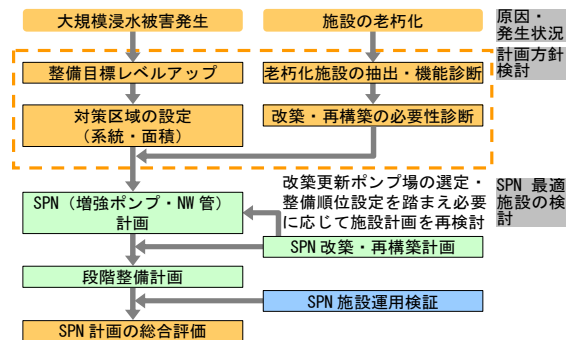 大規模浸水被害発生
施設の老朽化
原因・
発生状況
整備目標レベルアップ
老朽化施設の抽出・機能診断
計画方針
検討
対策区域の設定
（系統・面積）
改築・再構築の必要性診断
改築更新ポンプ場の選定・
整備順位設定を踏まえ必要
に応じて施設計画を再検討
SPN 最適
施設の検
討
SPN（増強ポンプ・NW 管）
計画
SPN 改築・再構築計画
段階整備計画
SPN 施設運用検証
SPN 計画の総合評価